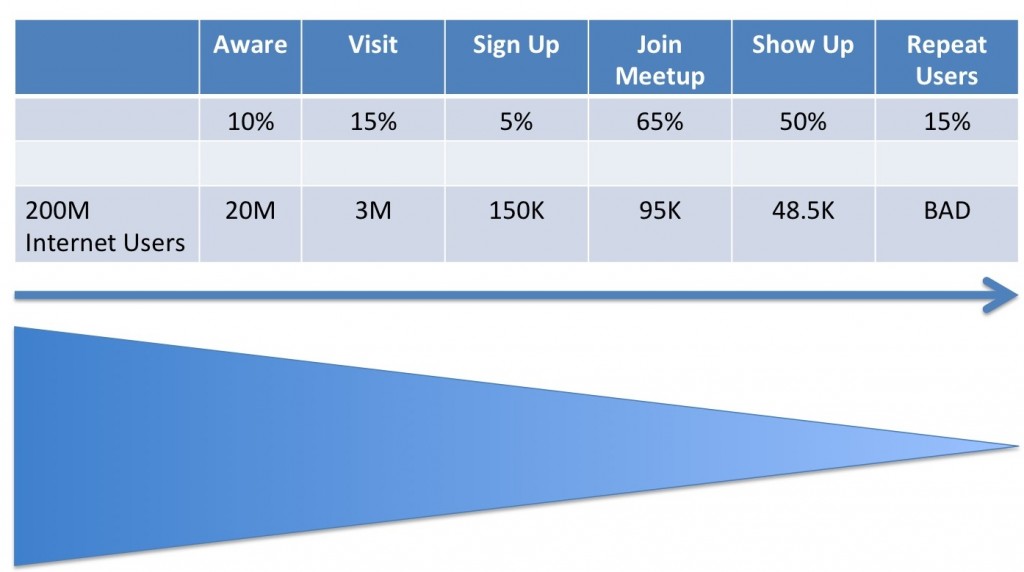 Aware Visit Sign Up Join Meetup Show Up Repeat Users
10% 15% 5% 65% 50% 15%
200M Internet Users 20M 3M 150K 95K 48.5K BAD